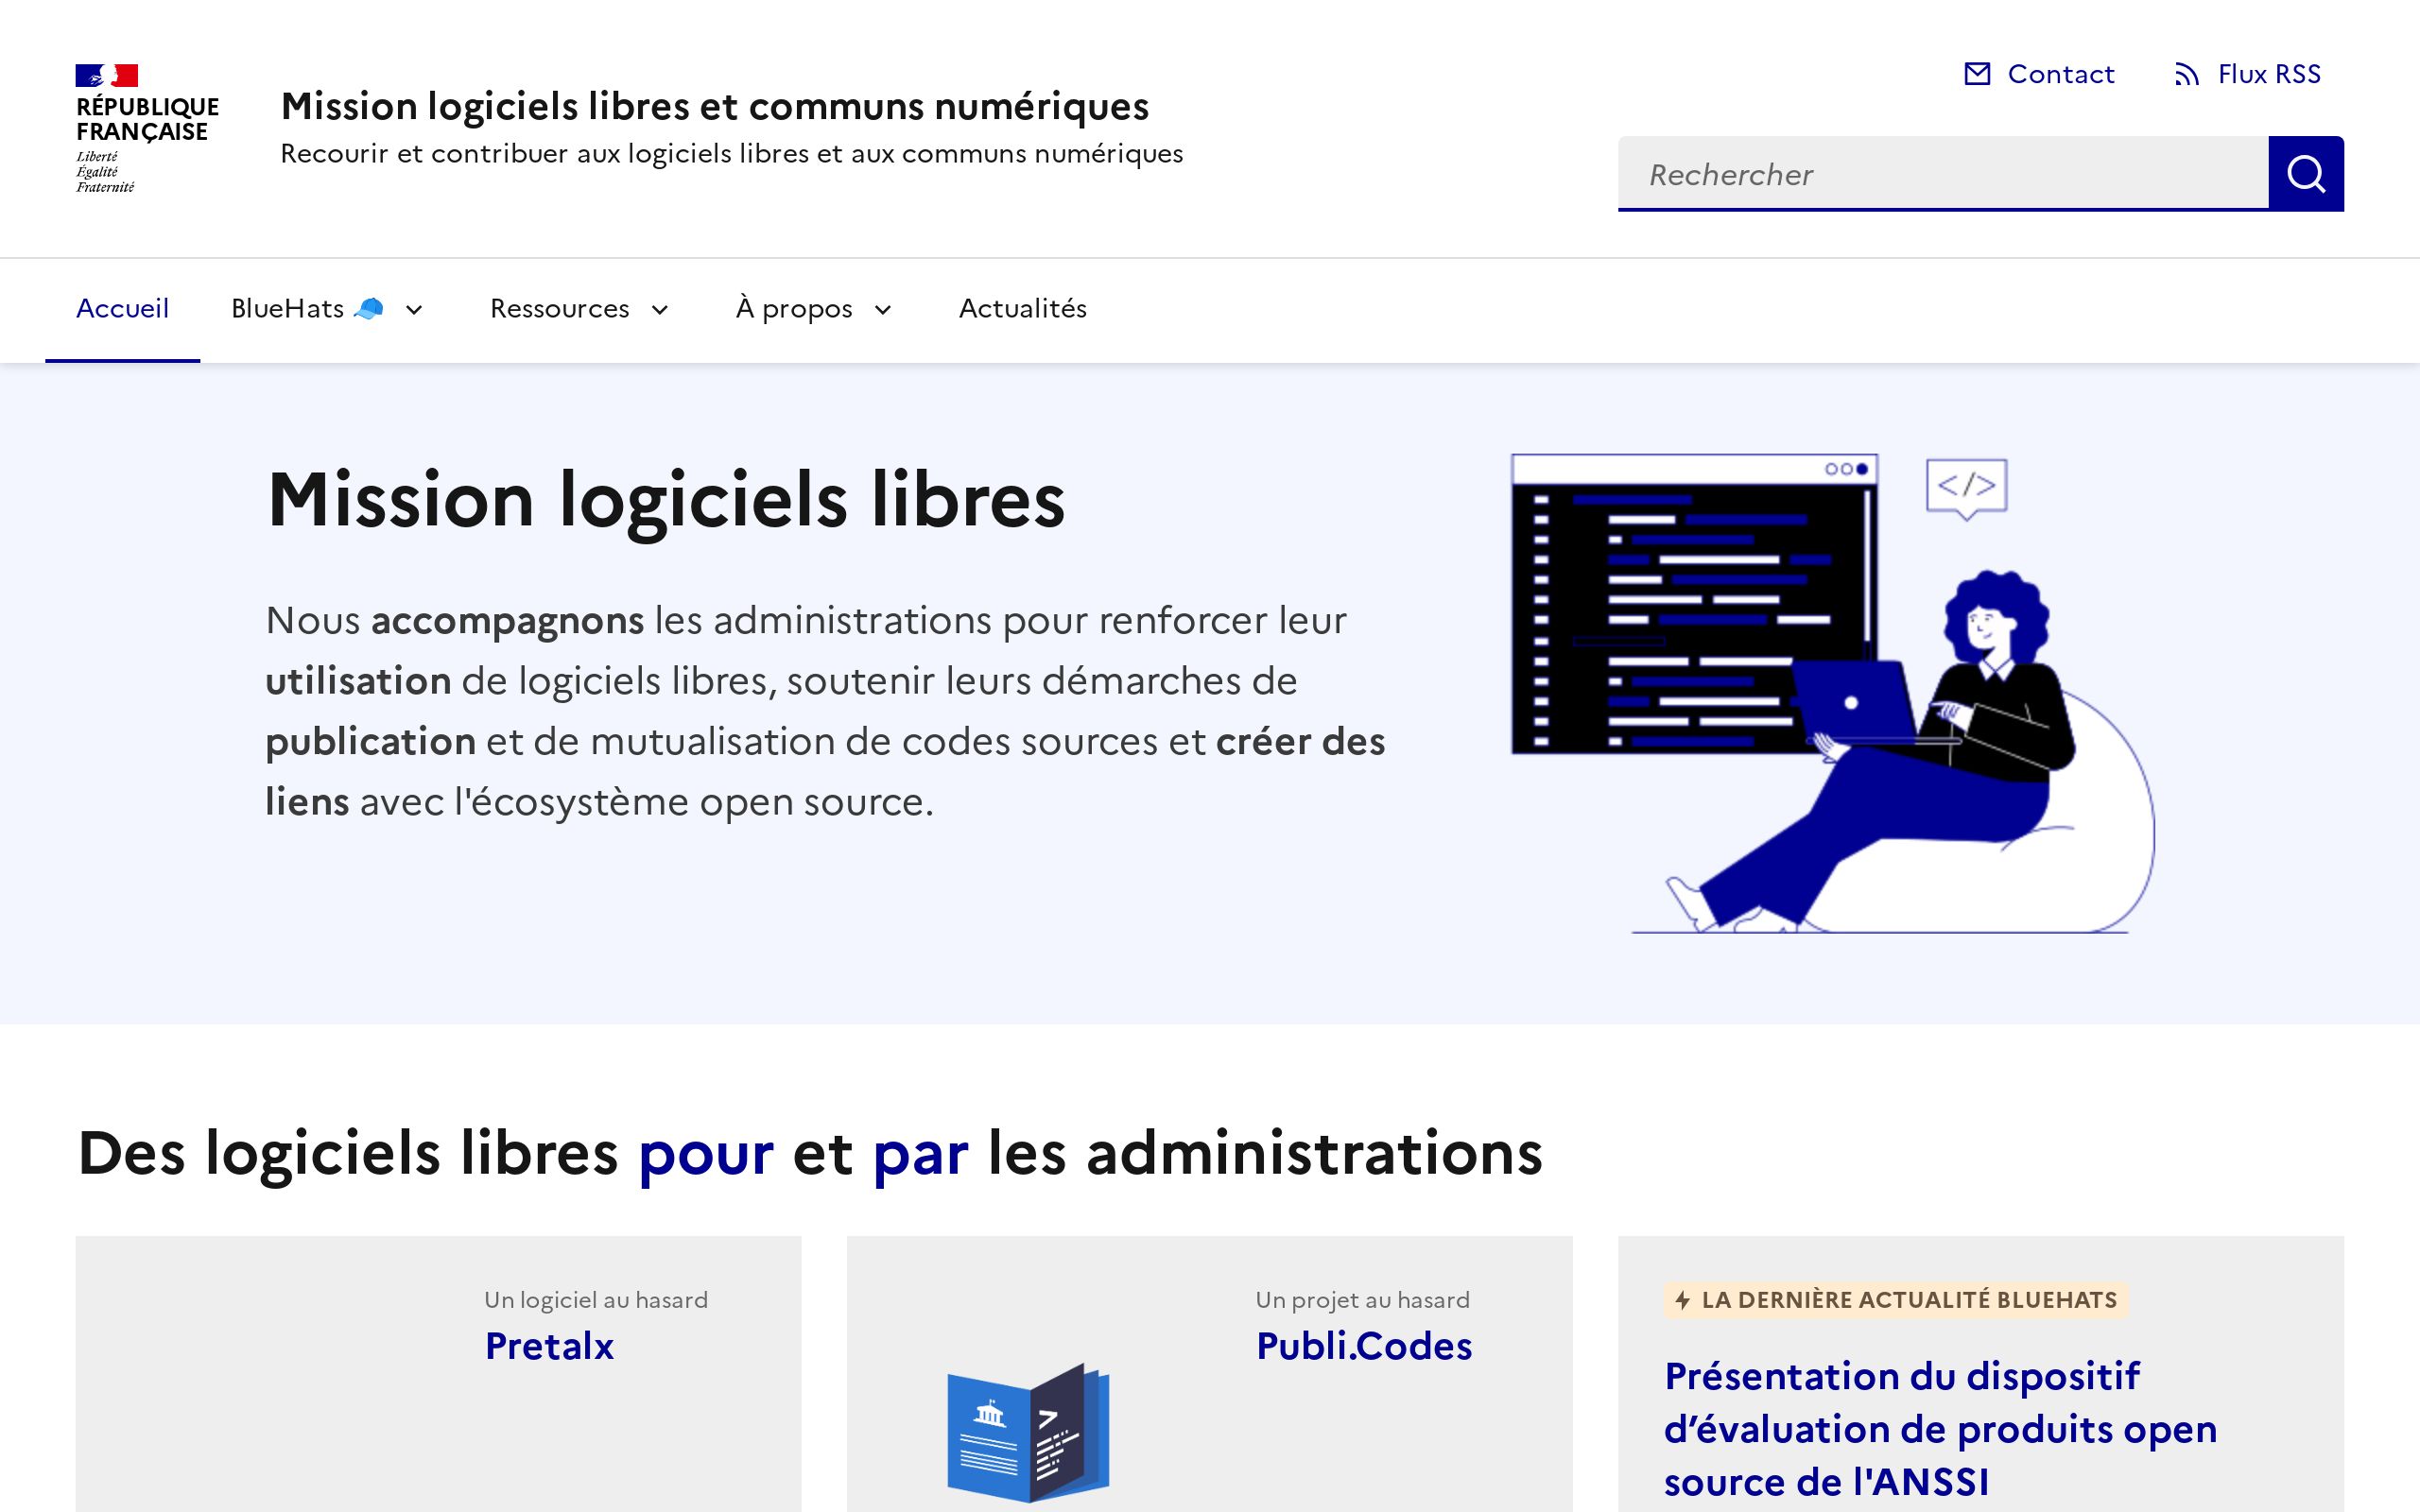 RÉPUBLIQUE
FRANÇAISE
Liberté
Égalité
Fraternité
Mission logiciels libres et communs numériques
Recourir et contribuer aux logiciels libres et aux communs numériques
Contact
Flux RSS
Rechercher
Accueil
BlueHats 🧢
Ressources
À propos
Actualités
Mission logiciels libres
Nous accompagnons les administrations pour renforcer leur
utilisation de logiciels libres, soutenir leurs démarches de
publication et de mutualisation de codes sources et créer des
liens avec l'écosystème open source.
</>
Des logiciels libres pour et par les administrations
Un logiciel au hasard
Pretalx
Un projet au hasard
Publi.Codes
LA DERNIÈRE ACTUALITÉ BLUEHATS
Présentation du dispositif
d’évaluation de produits open
source de l'ANSSI